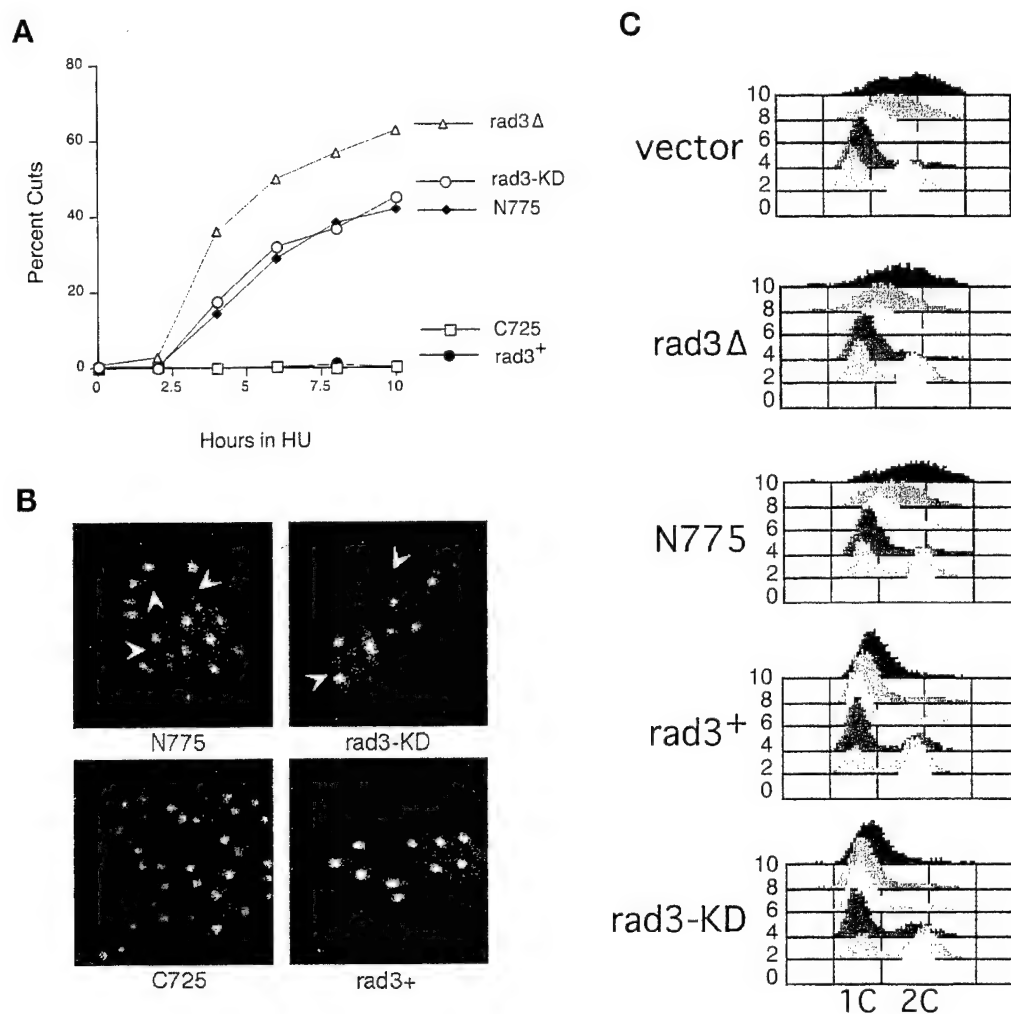 A
80
60
40
20
0
Percent Cuts
0
2.5
5
7.5
10
Hours in HU
rad3Δ
rad3-KD
N775
C725
rad3+
B
N775
rad3-KD
C725
rad3+
C
vector
10
8
6
4
2
0
rad3Δ
10
8
6
4
2
0
N775
10
8
6
4
2
0
rad3+
10
8
6
4
2
0
rad3-KD
10
8
6
4
2
0
1C 2C